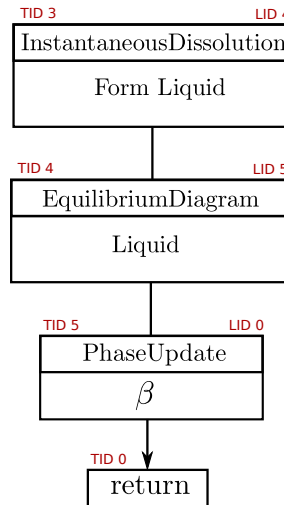 TID 3 LID 4
InstantaneousDissolution
Form Liquid
TID 4 LID 5
EquilibriumDiagram
Liquid
TID 5 LID 0
PhaseUpdate
β
TID 0
return